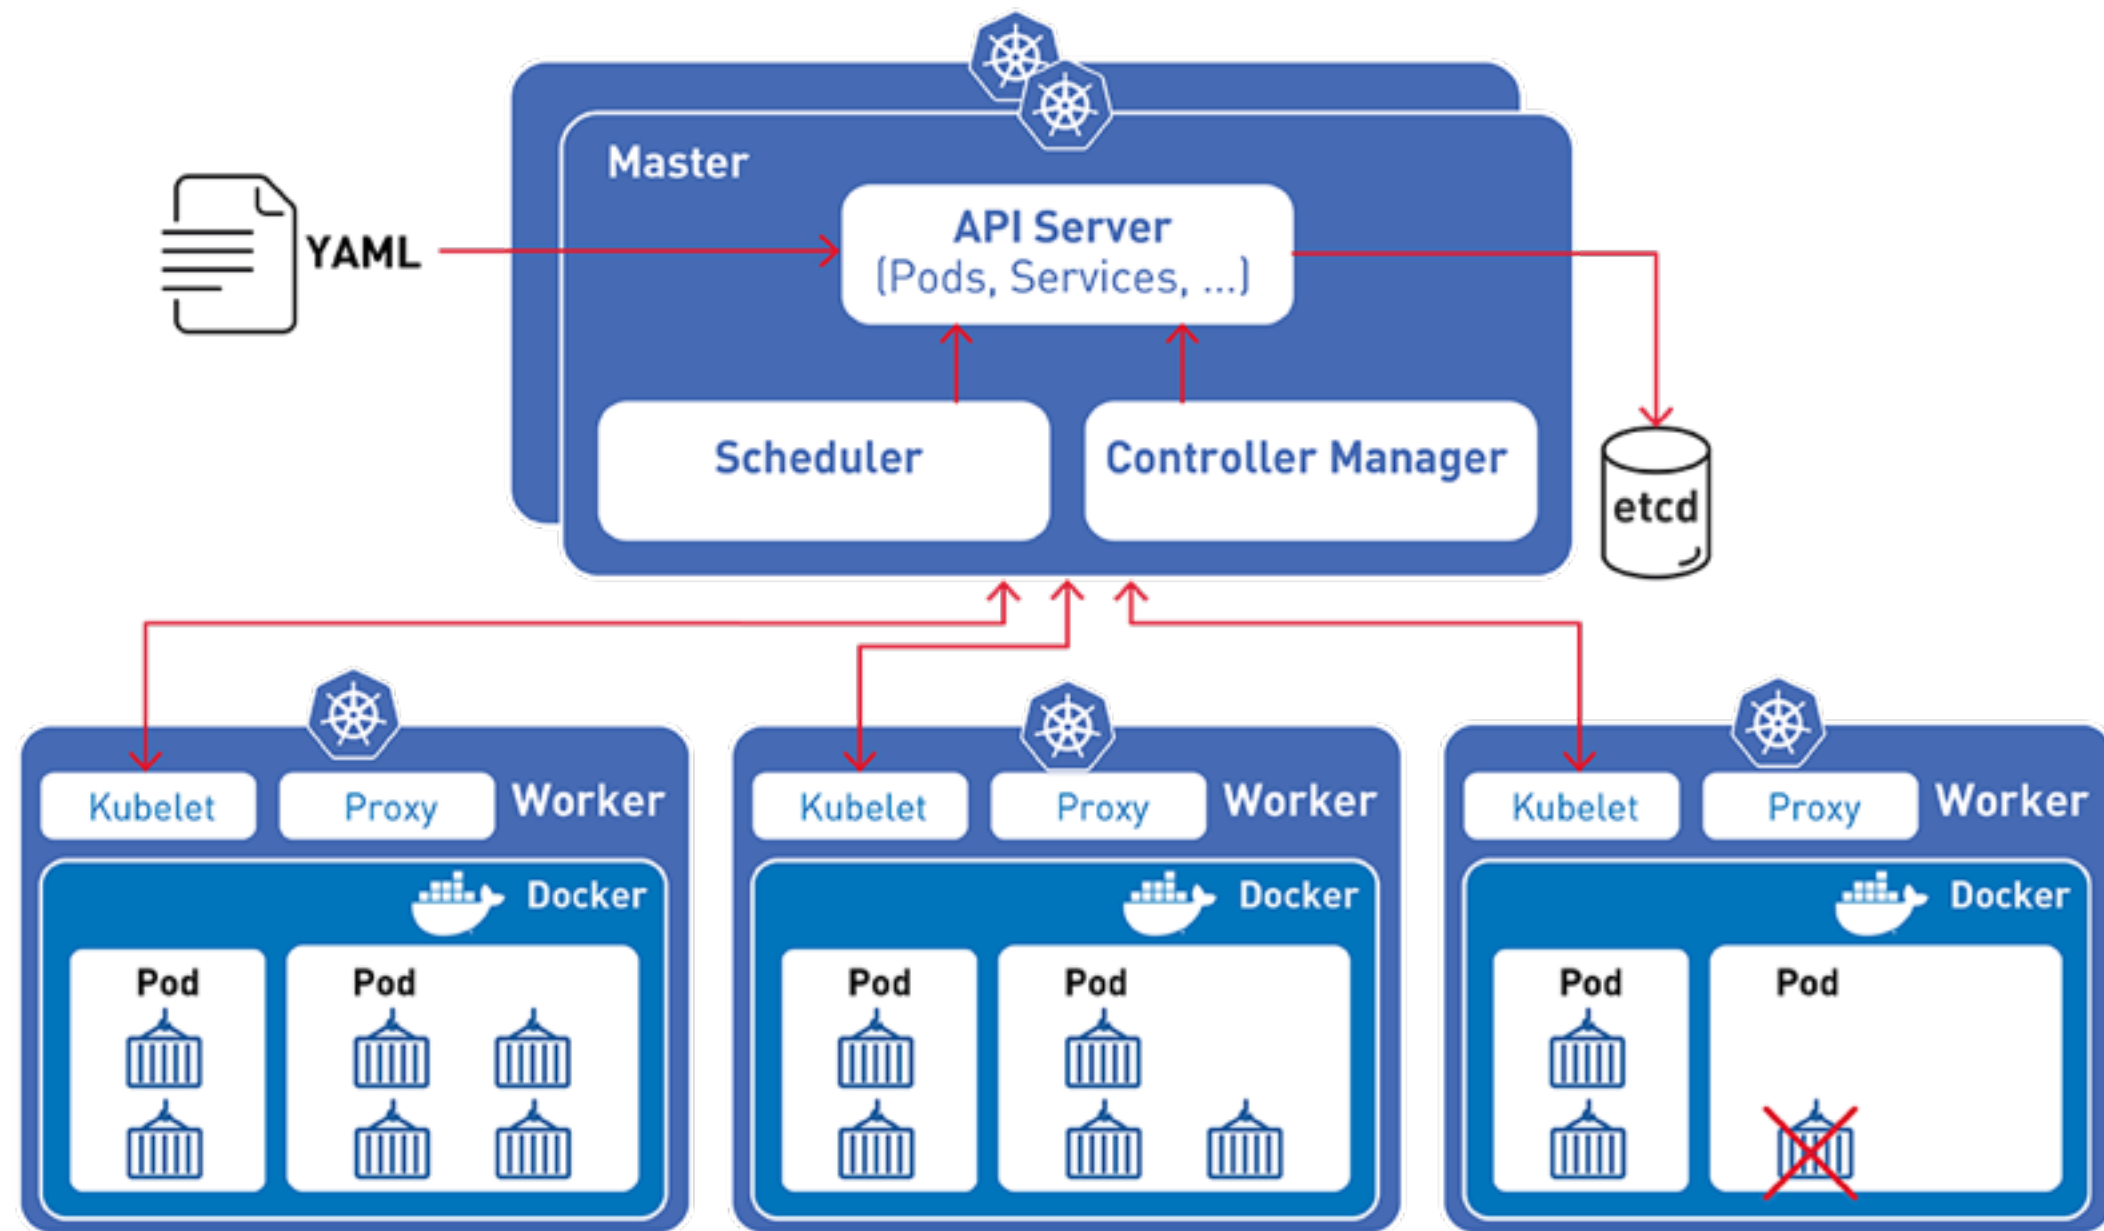 Master
YAML
API Server
(Pods, Services, ...)
Scheduler
Controller Manager
etcd
Kubelet
Proxy
Worker
Docker
Pod
Pod
Kubelet
Proxy
Worker
Docker
Pod
Pod
Kubelet
Proxy
Worker
Docker
Pod
Pod